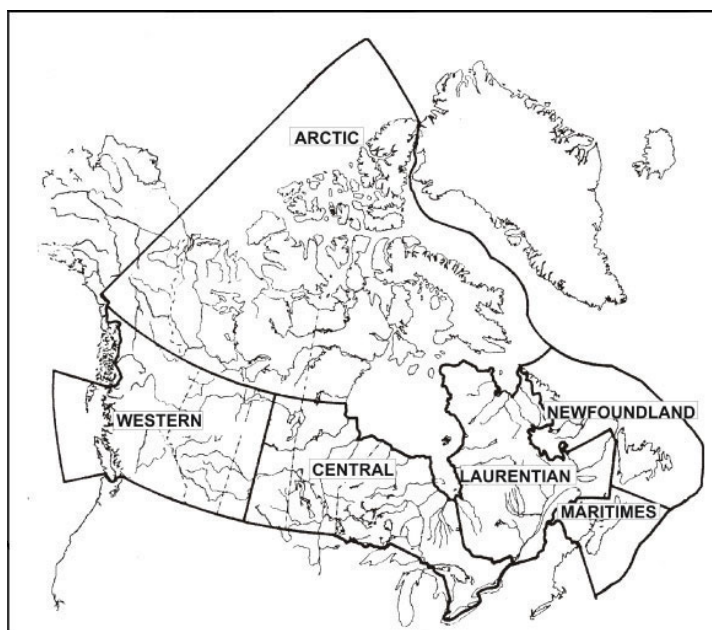 ARCTIC
WESTERN
NEWFOUNDLAND
CENTRAL
LAURENTIAN
MARITIMES